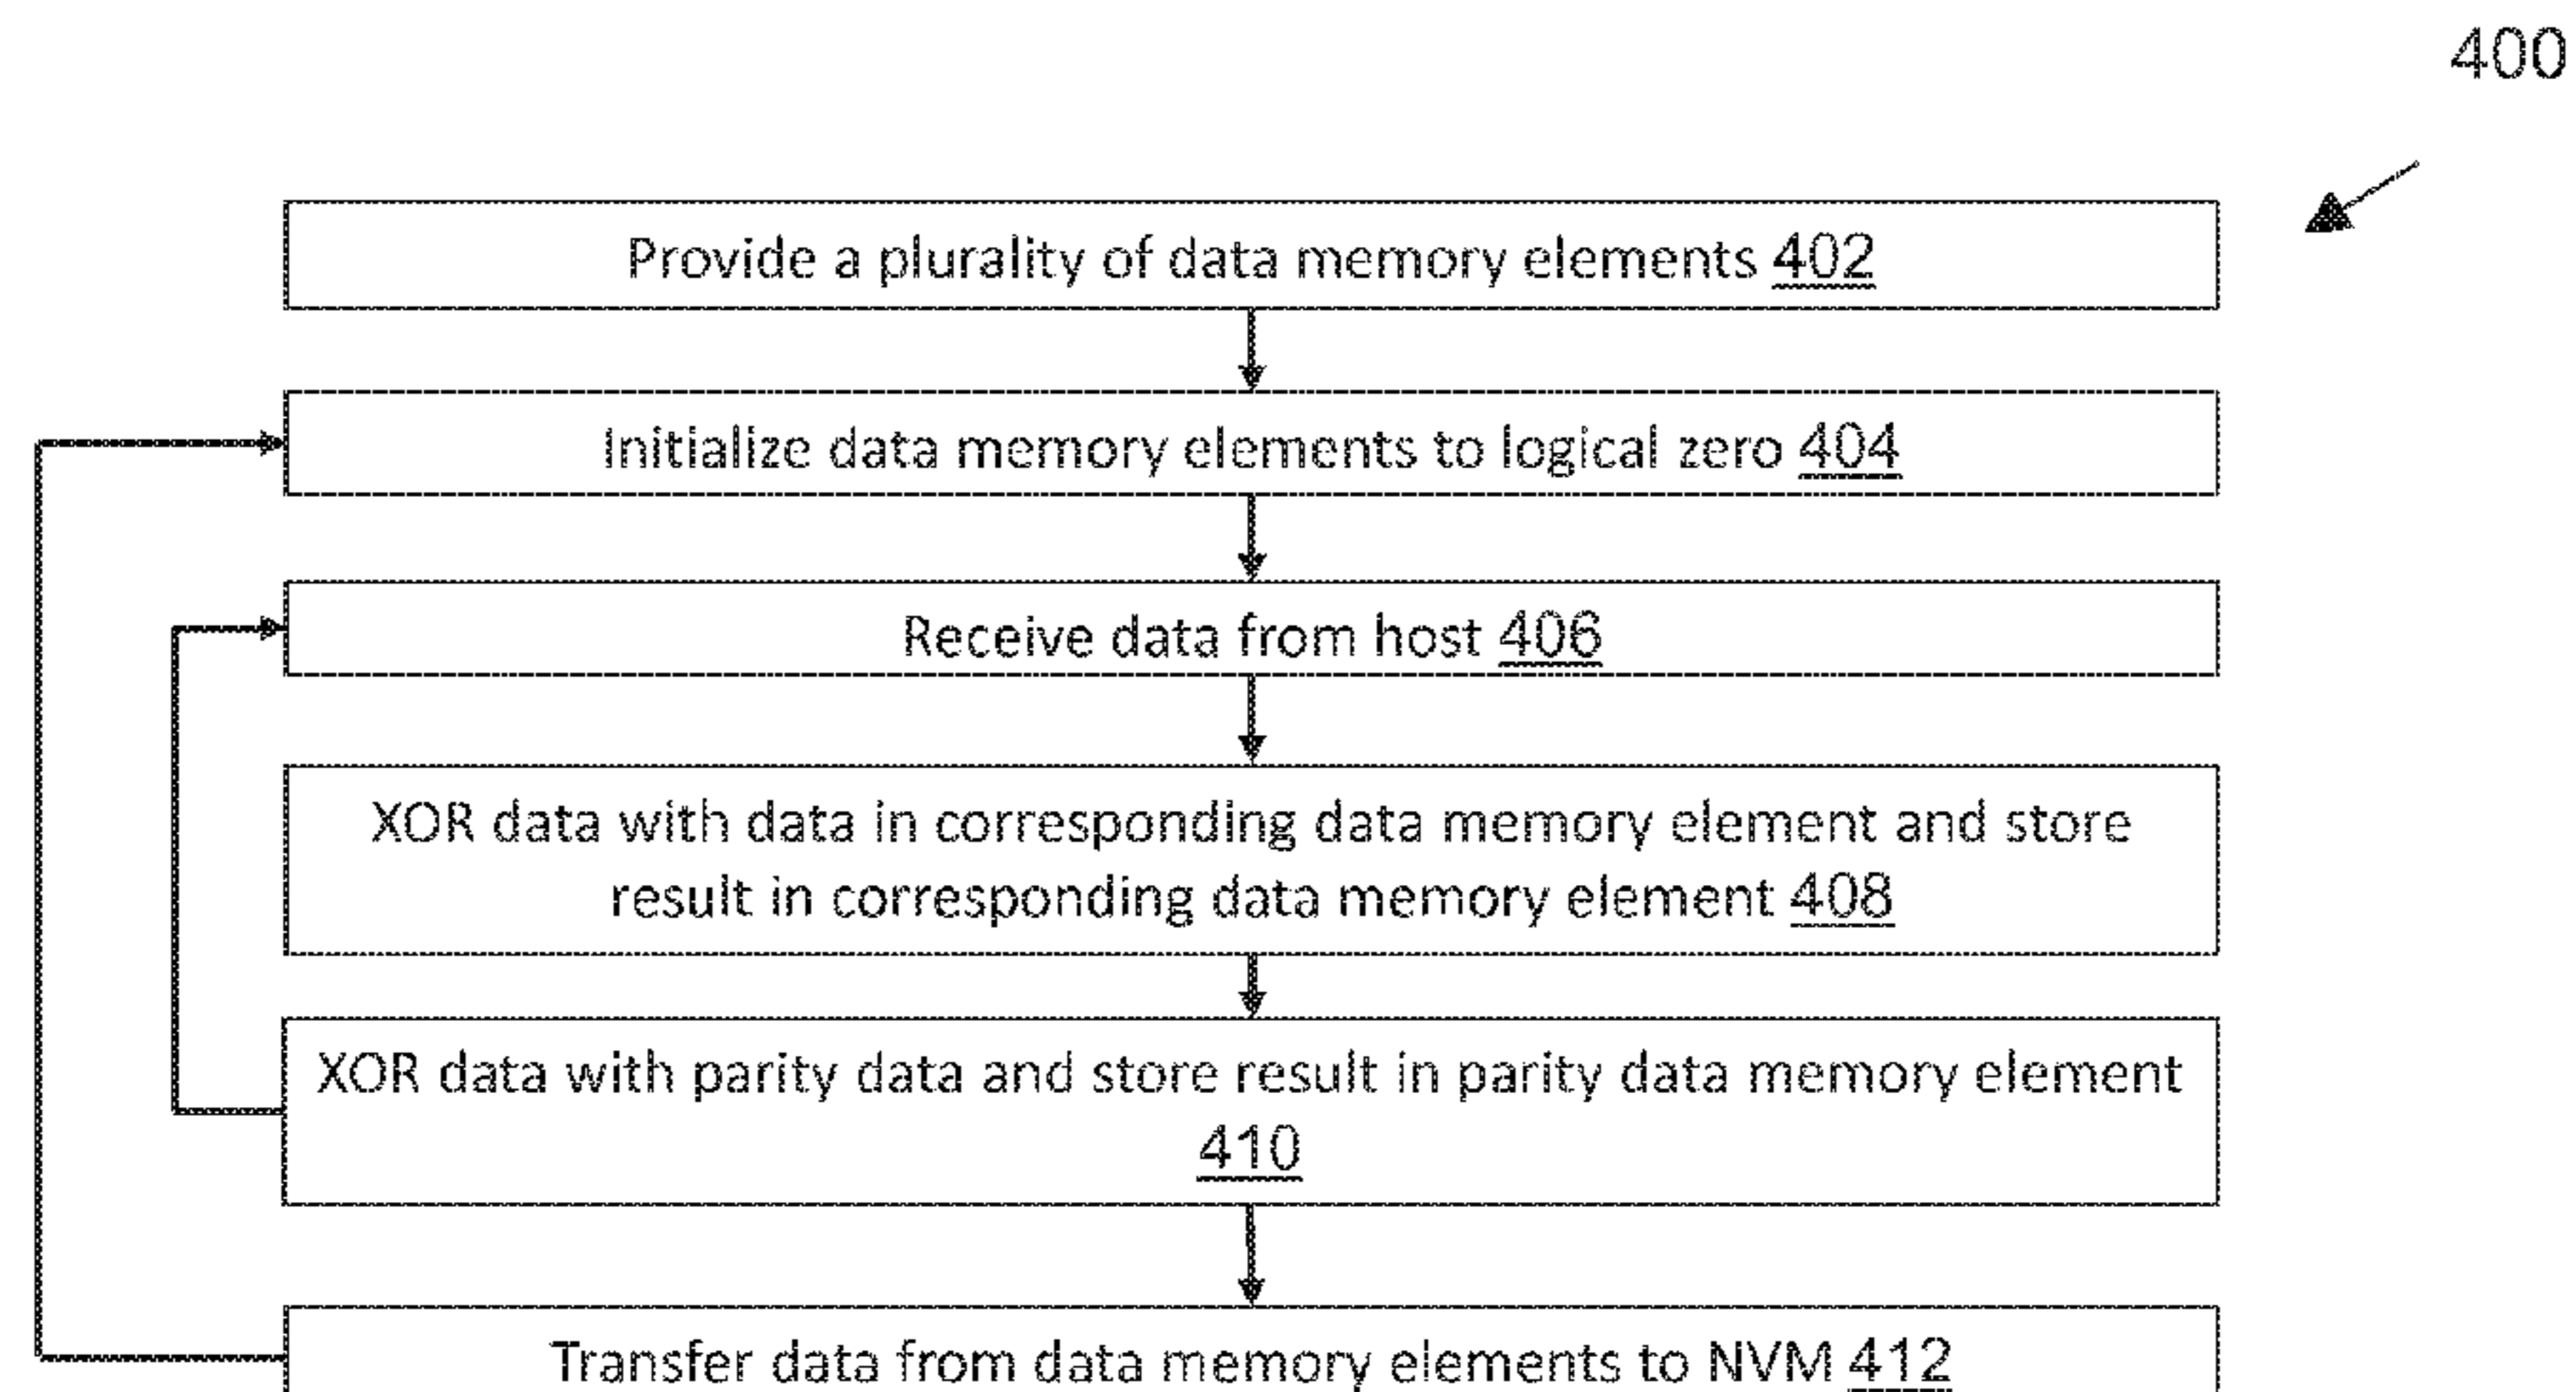 400
Provide a plurality of data memory elements 402
Initialize data memory elements to logical zero 404
Receive data from host 406
XOR data with data in corresponding data memory element and store
result in corresponding data memory element 408
XOR data with parity data and store result in parity data memory element
410
Transfer data from data memory elements to NVM 412